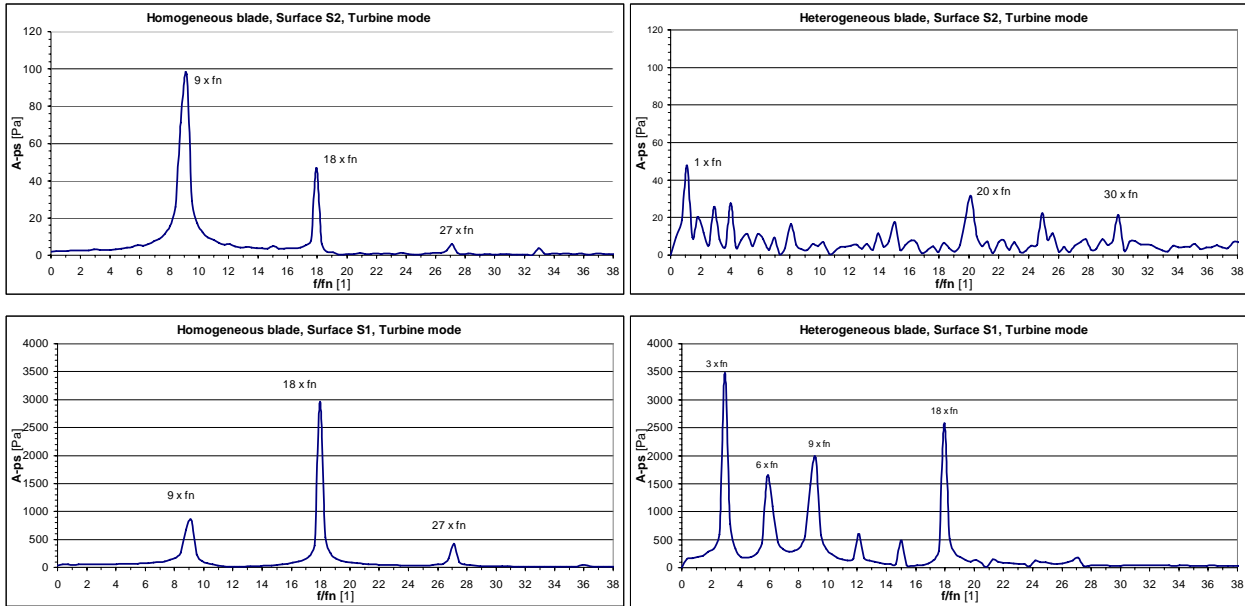 Homogeneous blade, Surface S2, Turbine mode
120
100
80
60
40
20
0
A-ps [Pa]
9 x fn
18 x fn
27 x fn
0 2 4 6 8 10 12 14 16 18 20 22 24 26 28 30 32 34 36 38
f/fn [1]
Heterogeneous blade, Surface S2, Turbine mode
120
100
80
60
40
20
0
A-ps [Pa]
1 x fn
20 x fn
30 x fn
0 2 4 6 8 10 12 14 16 18 20 22 24 26 28 30 32 34 36 38
f/fn [1]
Homogeneous blade, Surface S1, Turbine mode
4000
3500
3000
2500
2000
1500
1000
500
0
A-ps [Pa]
9 x fn
18 x fn
27 x fn
0 2 4 6 8 10 12 14 16 18 20 22 24 26 28 30 32 34 36 38
f/fn [1]
Heterogeneous blade, Surface S1, Turbine mode
4000
3500
3000
2500
2000
1500
1000
500
0
A-ps [Pa]
3 x fn
6 x fn
9 x fn
18 x fn
0 2 4 6 8 10 12 14 16 18 20 22 24 26 28 30 32 34 36 38
f/fn [1]